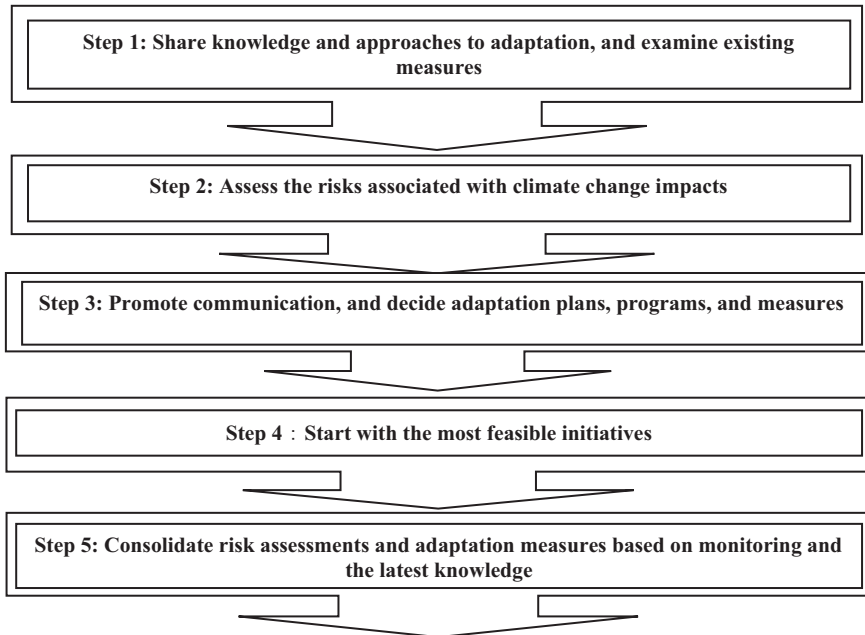 Step 1: Share knowledge and approaches to adaptation, and examine existing
measures
Step 2: Assess the risks associated with climate change impacts
Step 3: Promote communication, and decide adaptation plans, programs, and measures
Step 4：Start with the most feasible initiatives
Step 5: Consolidate risk assessments and adaptation measures based on monitoring and
the latest knowledge